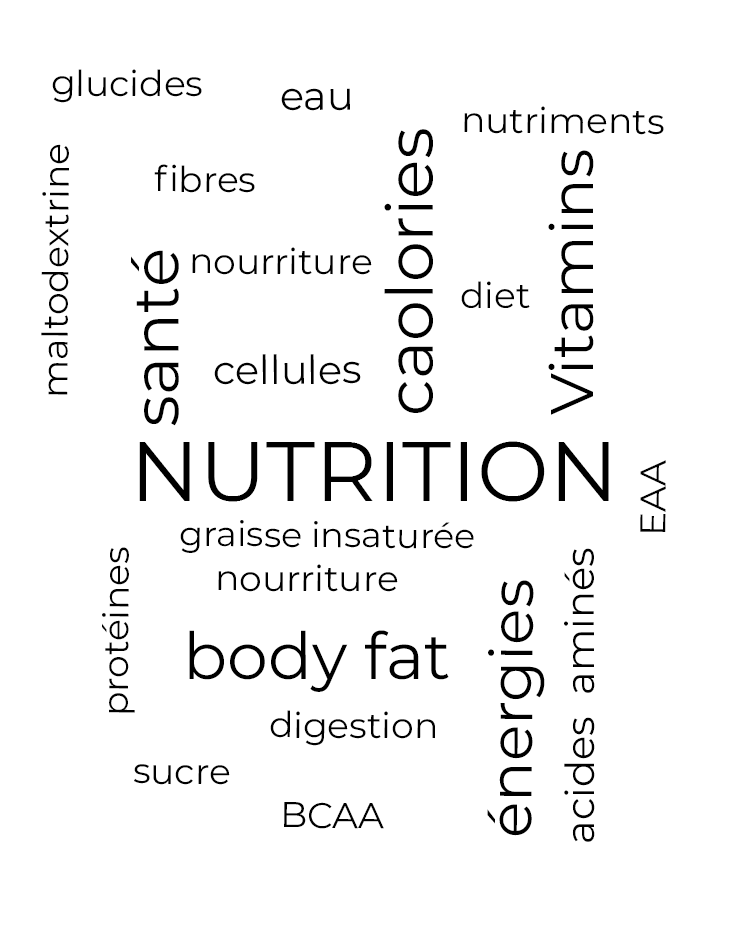 glucides
eau
nutriments
maltodextrine
fibres
caolories
Vitamins
santé
nourriture
diet
cellules
NUTRITION
EAA
graisse insaturée
nourriture
protéines
énergies
acides aminés
body fat
digestion
sucre
BCAA